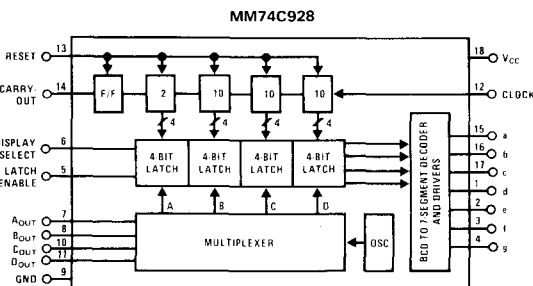 MM74C928
RESET 13
18 VCC
CARRY-OUT 14
F/F 2 10 10 10
12 CLOCK
4 4 4 4
DISPLAY SELECT 6
LATCH ENABLE 5
4-BIT LATCH 4-BIT LATCH 4-BIT LATCH 4-BIT LATCH
BCD TO 7-SEGMENT DECODER AND DRIVERS
15 a
16 b
17 c
1 d
2 e
3 f
4 g
A B C D
AOUT 7
BOUT 8
COUT 10
DOUT 11
GND 9
MULTIPLEXER
OSC